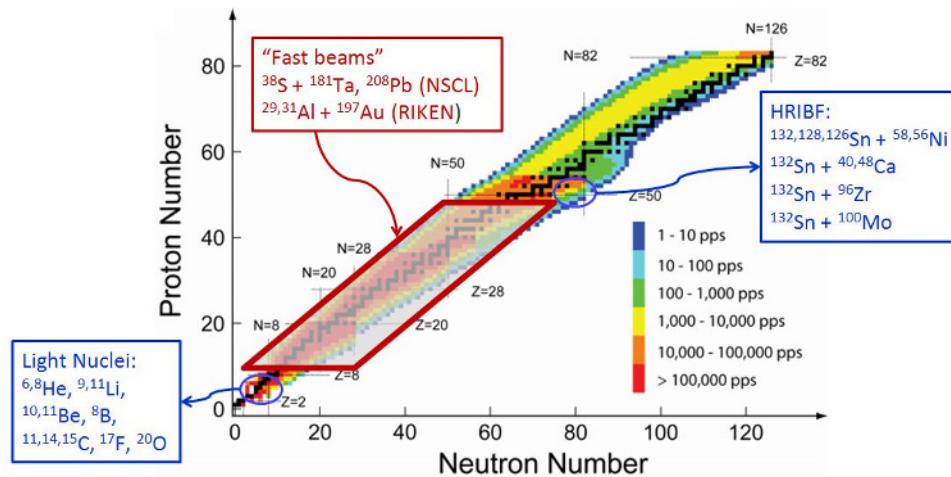 “Fast beams”
³⁸S + ¹⁸¹Ta, ²⁰⁸Pb (NSCL)
²⁹,³¹Al + ¹⁹⁷Au (RIKEN)
HRIBF:
¹³²,¹²⁸,¹²⁶Sn + ⁵⁸,⁵⁶Ni
¹³²Sn + ⁴⁰,⁴⁸Ca
¹³²Sn + ⁹⁶Zr
¹³²Sn + ¹⁰⁰Mo
Light Nuclei:
⁶,⁸He, ⁹,¹¹Li,
¹⁰,¹¹Be, ⁸B,
¹¹,¹⁴,¹⁵C, ¹⁷F, ²⁰O
N=126
N=82
Z=82
N=50
Z=50
N=28
Z=28
N=20
Z=20
N=8
Z=8
Z=2
1 - 10 pps
10 - 100 pps
100 - 1,000 pps
1,000 - 10,000 pps
10,000 - 100,000 pps
> 100,000 pps
Proton Number
80
60
40
20
0
0 20 40 60 80 100 120
Neutron Number